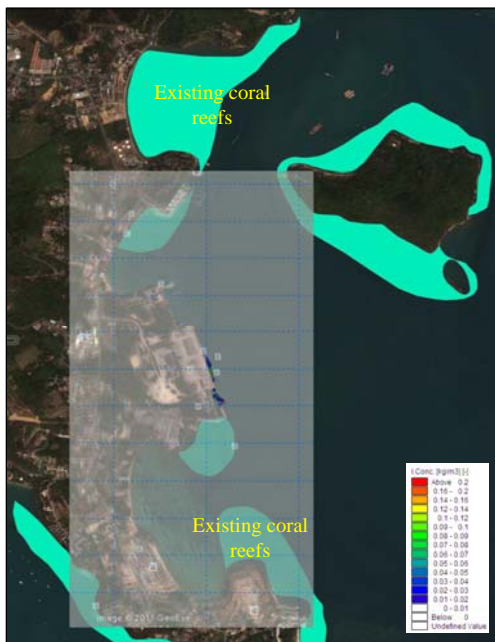 Existing coral
reefs
Existing coral
reefs
Image © 2011 GeoEye
l.Conc. [kg/m3] [-]
Above 0.2
0.16 - 0.2
0.14 - 0.16
0.12 - 0.14
0.1 - 0.12
0.09 - 0.1
0.08 - 0.09
0.07 - 0.08
0.06 - 0.07
0.05 - 0.06
0.04 - 0.05
0.03 - 0.04
0.02 - 0.03
0.01 - 0.02
0 - 0.01
Below 0
Undefined Value